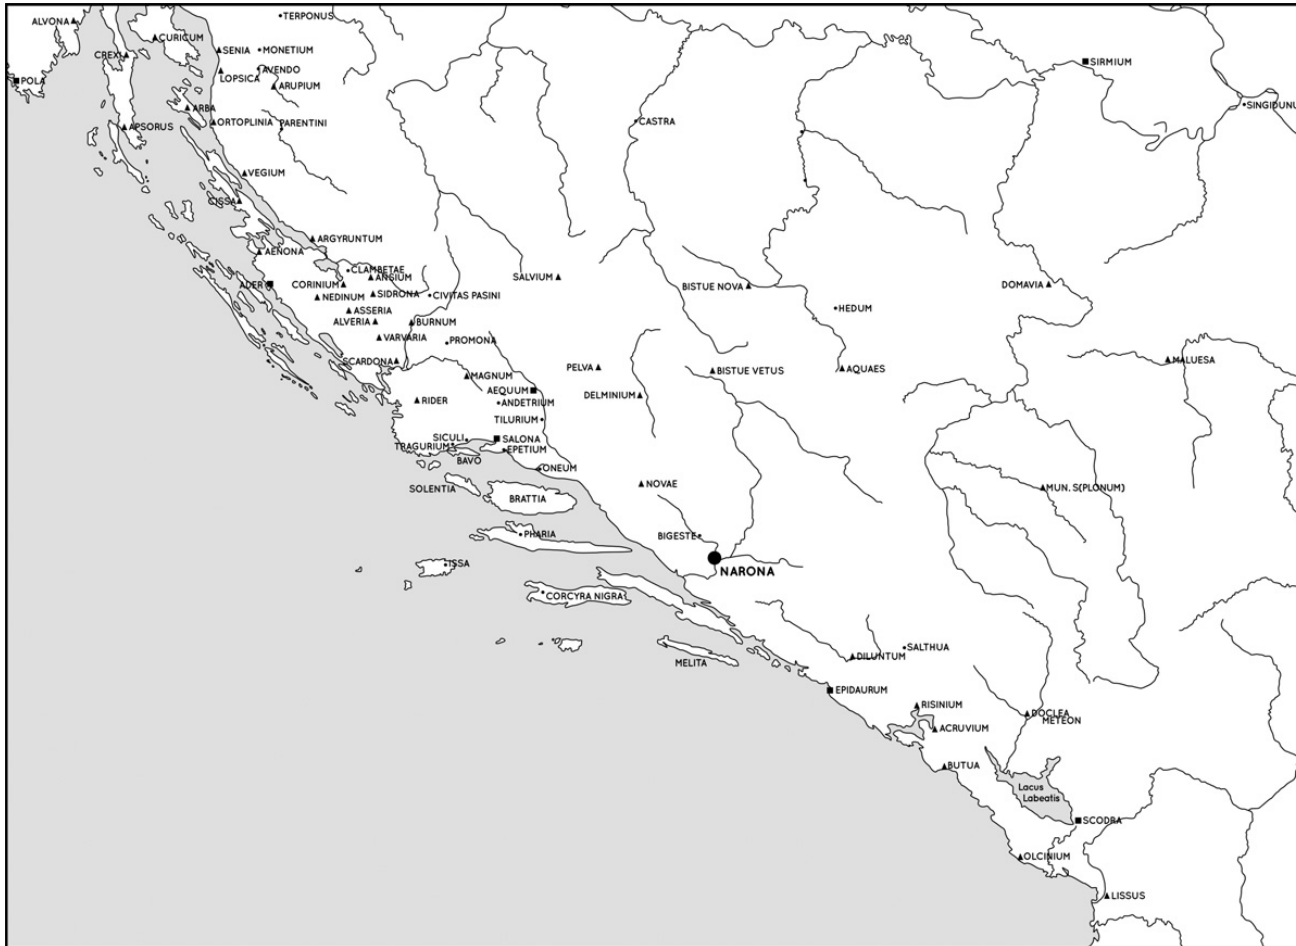 ALVONA
TERPONUS
CURICUM
SENIA
MONETIUM
CREXI
SIRMIUM
AVENDO
LOPSICA
POLA
ARUPIUM
ARBA
SINGIDUNU
APSORUS
ORTOPLINIA
PARENTINI
CASTRA
VEGIUM
CISSA
ARGYRUNTUM
AENONA
CLAMBETAE
ANSIUM
SALVIUM
ADER
CORINIUM
BISTUE NOVA
DOMAVIA
NEDINUM
SIDRONA
CIVITAS PASINI
ASSERIA
HEDUM
ALVERIA
BURNUM
VARVARIA
PROMONA
SCARDONA
MALUESA
PELVA
BISTUE VETUS
AQUAES
MAGNUM
AEQUUM
DELMINIUM
RIDER
ANDETRIUM
TILURIUM
SICULI
SALONA
TRAGURIUM
EPETIUM
BAVO
ONEUM
SOLENTIA
NOVAE
MUN. S(PLONUM)
BRATTIA
PHARIA
BIGESTE
ISSA
NARONA
CORCYRA NIGRA
SALTHUA
DILUNTUM
MELITA
EPIDAURUM
RISINIUM
DOCLEA
METEON
ACRUVIUM
BUTUA
Lacus
Labeatis
SCODRA
OLCINIUM
LISSUS